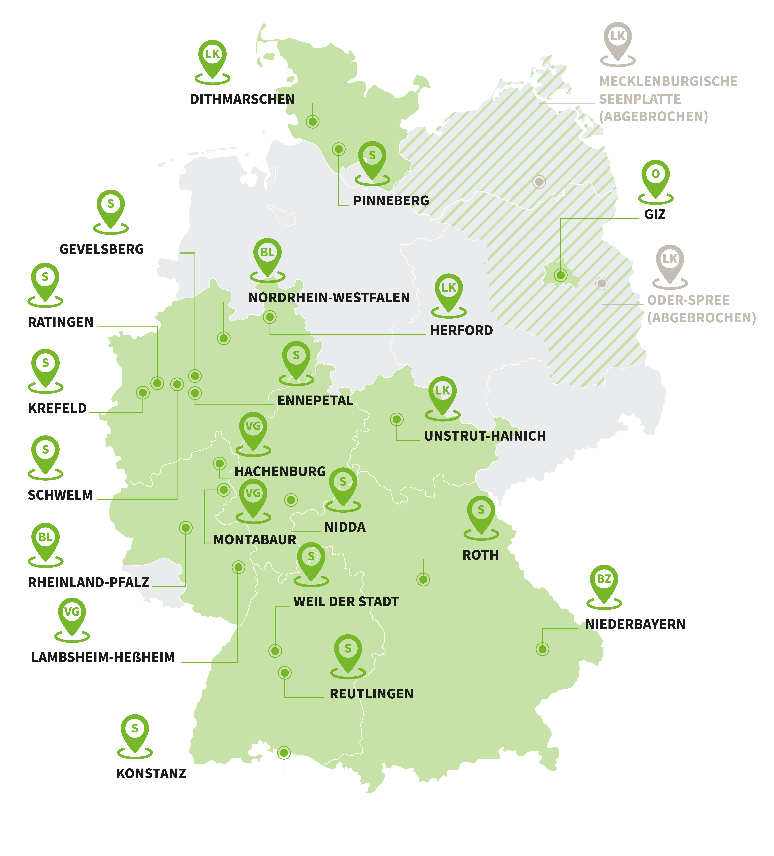 LK
DITHMARSCHEN
LK
MECKLENBURGISCHE
SEENPLATTE
(ABGEBROCHEN)
S
PINNEBERG
O
GIZ
S
GEVELSBERG
BL
NORDRHEIN-WESTFALEN
LK
ODER-SPREE
(ABGEBROCHEN)
S
RATINGEN
LK
HERFORD
S
KREFELD
S
ENNEPETAL
LK
UNSTRUT-HAINICH
S
SCHWELM
VG
HACHENBURG
VG
MONTABAUR
S
NIDDA
S
ROTH
BL
RHEINLAND-PFALZ
S
WEIL DER STADT
BZ
NIEDERBAYERN
VG
LAMBSHEIM-HEẞHEIM
S
REUTLINGEN
S
KONSTANZ